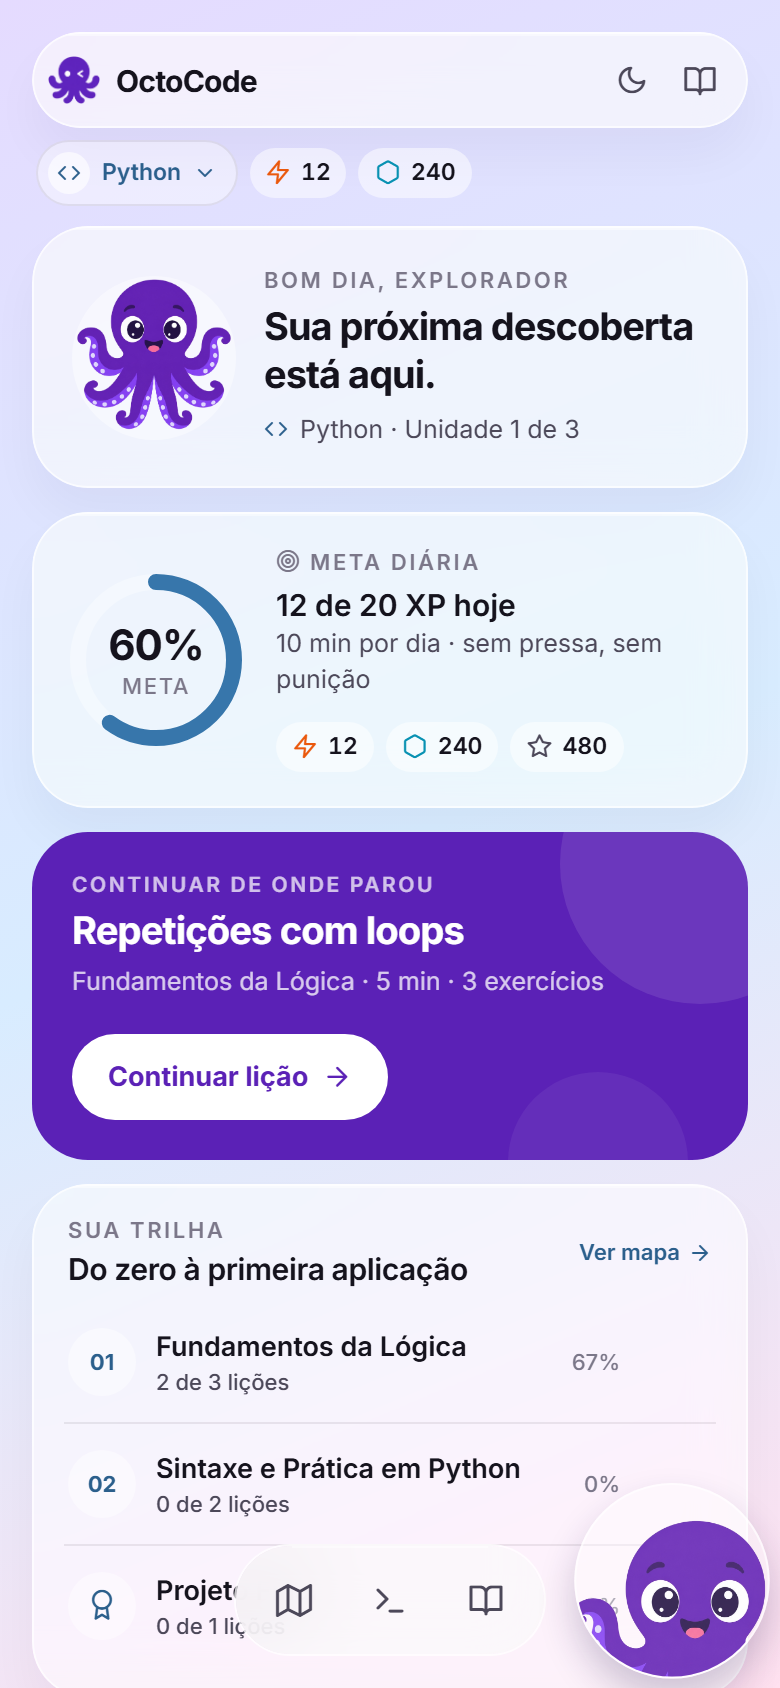 OctoCode
Python
12
240
BOM DIA, EXPLORADOR
Sua próxima descoberta
está aqui.
Python · Unidade 1 de 3
META DIÁRIA
12 de 20 XP hoje
10 min por dia · sem pressa, sem
punição
60%
META
12
240
480
CONTINUAR DE ONDE PAROU
Repetições com loops
Fundamentos da Lógica · 5 min · 3 exercícios
Continuar lição
SUA TRILHA
Do zero à primeira aplicação
Ver mapa
01
Fundamentos da Lógica
2 de 3 lições
67%
02
Sintaxe e Prática em Python
0 de 2 lições
0%
0 de 1 lições